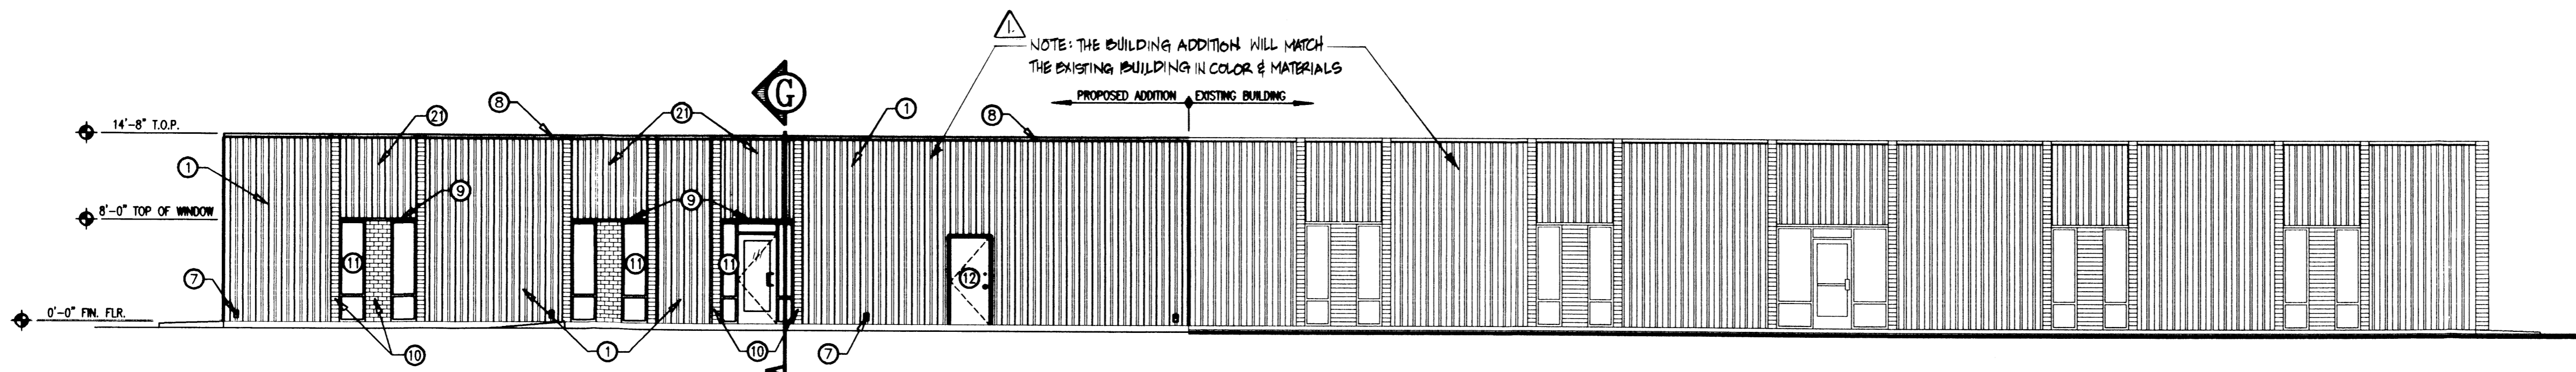 1.
NOTE: THE BUILDING ADDITION WILL MATCH
THE EXISTING BUILDING IN COLOR & MATERIALS
G
PROPOSED ADDITION EXISTING BUILDING
8
21
21
1
8
14'-8" T.O.P.
1
9
9
8'-0" TOP OF WINDOW
11
11
11
12
7
0'-0" FIN. FLR.
10
1
10
7